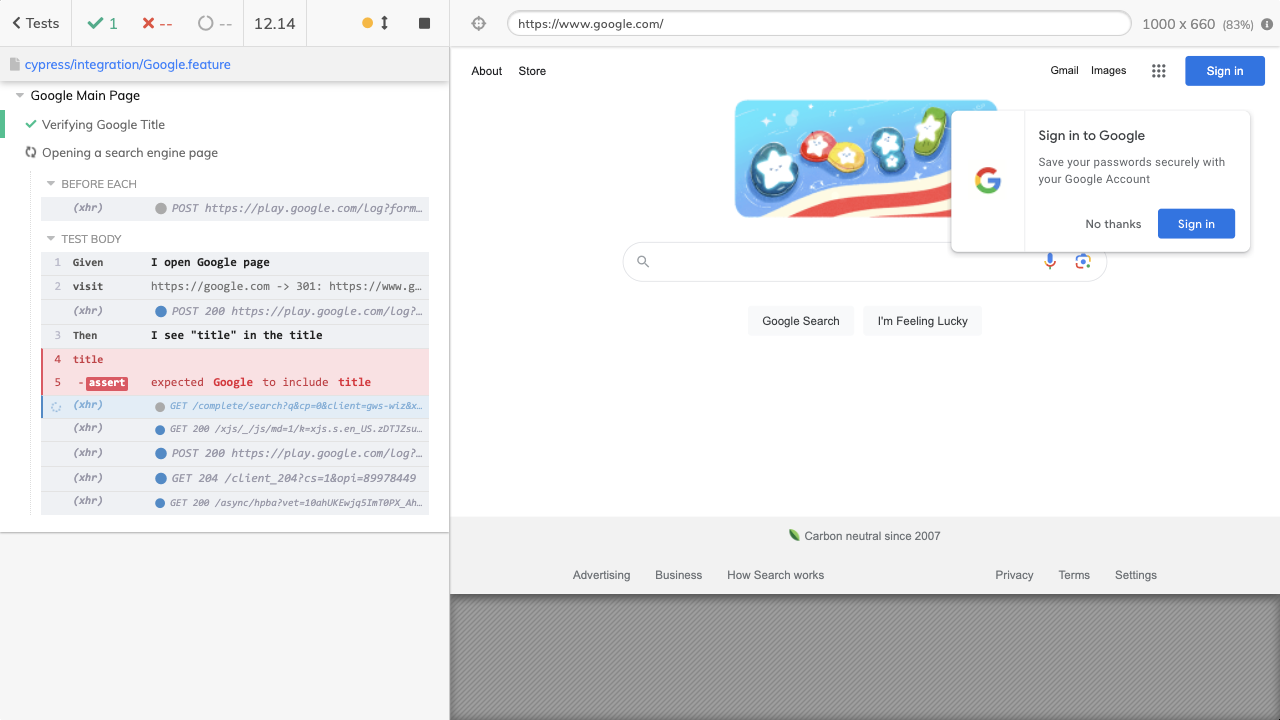 Tests
1
--
--
12.14
https://www.google.com/
1000 x 660 (83%)
cypress/integration/Google.feature
Google Main Page
Verifying Google Title
Opening a search engine page
BEFORE EACH
(xhr) POST https://play.google.com/log?form…
TEST BODY
1 Given I open Google page
2 visit https://google.com -> 301: https://www.g…
(xhr) POST 200 https://play.google.com/log?…
3 Then I see "title" in the title
4 title
5 -assert expected Google to include title
(xhr) GET /complete/search?q&cp=0&client=gws-wiz&x…
(xhr) GET 200 /xjs/_/js/md=1/k=xjs.s.en_US.zDTJZsu…
(xhr) POST 200 https://play.google.com/log?…
(xhr) GET 204 /client_204?cs=1&opi=89978449
(xhr) GET 200 /async/hpba?vet=10ahUKEwjq5ImT0PX_Ah…
About Store
Gmail Images Sign in
Sign in to Google
Save your passwords securely with
your Google Account
No thanks Sign in
Google Search I'm Feeling Lucky
Carbon neutral since 2007
Advertising Business How Search works Privacy Terms Settings